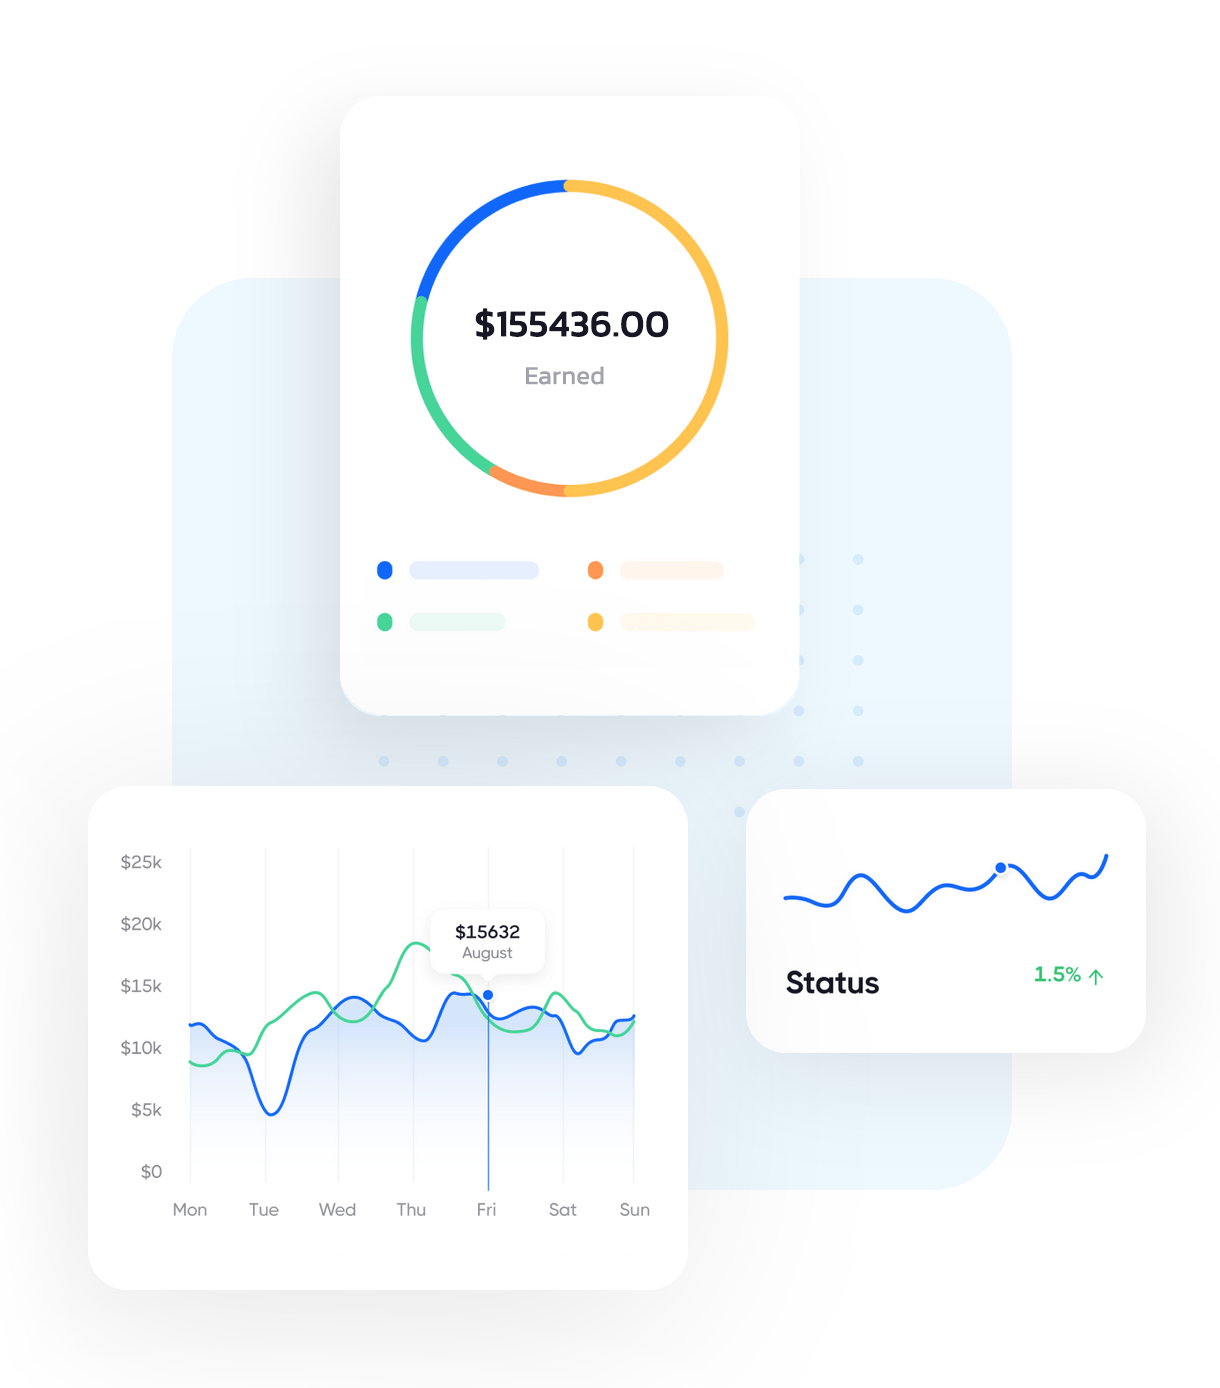 $155436.00
Earned
$25k
$20k
$15k
$10k
$5k
$0
$15632
August
Mon Tue Wed Thu Fri Sat Sun
Status
1.5% ↑